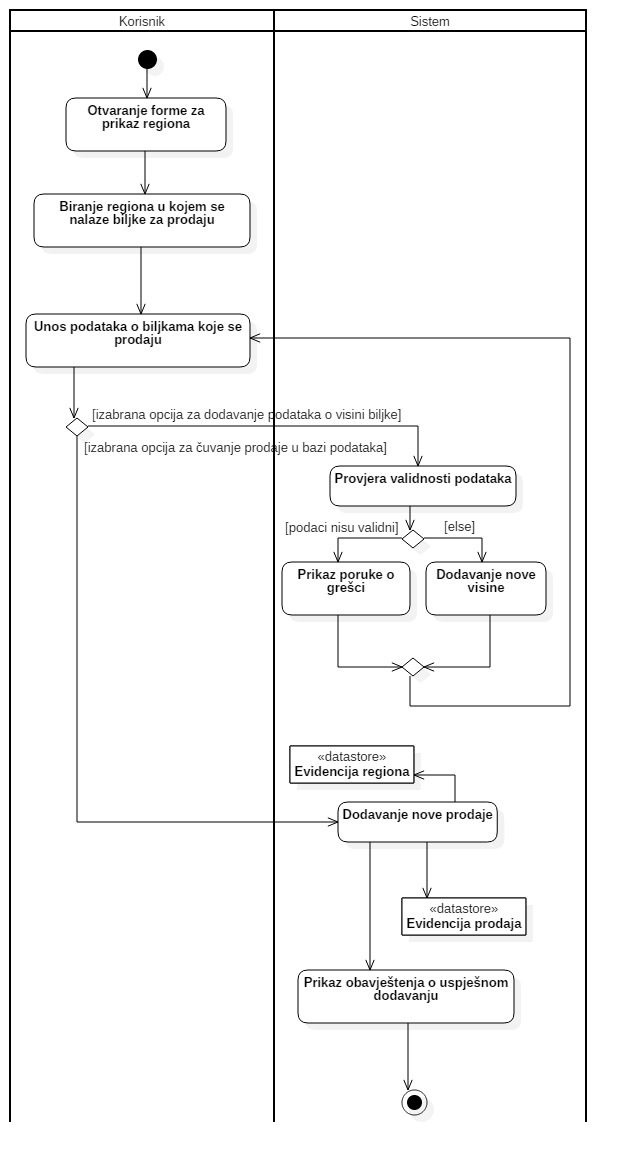 Korisnik
Sistem
Otvaranje forme za
prikaz regiona
Biranje regiona u kojem se
nalaze biljke za prodaju
Unos podataka o biljkama koje se
prodaju
[izabrana opcija za dodavanje podataka o visini biljke]
[izabrana opcija za čuvanje prodaje u bazi podataka]
Provjera validnosti podataka
[podaci nisu validni]
[else]
Prikaz poruke o
grešci
Dodavanje nove
visine
«datastore»
Evidencija regiona
Dodavanje nove prodaje
«datastore»
Evidencija prodaja
Prikaz obavještenja o uspješnom
dodavanju